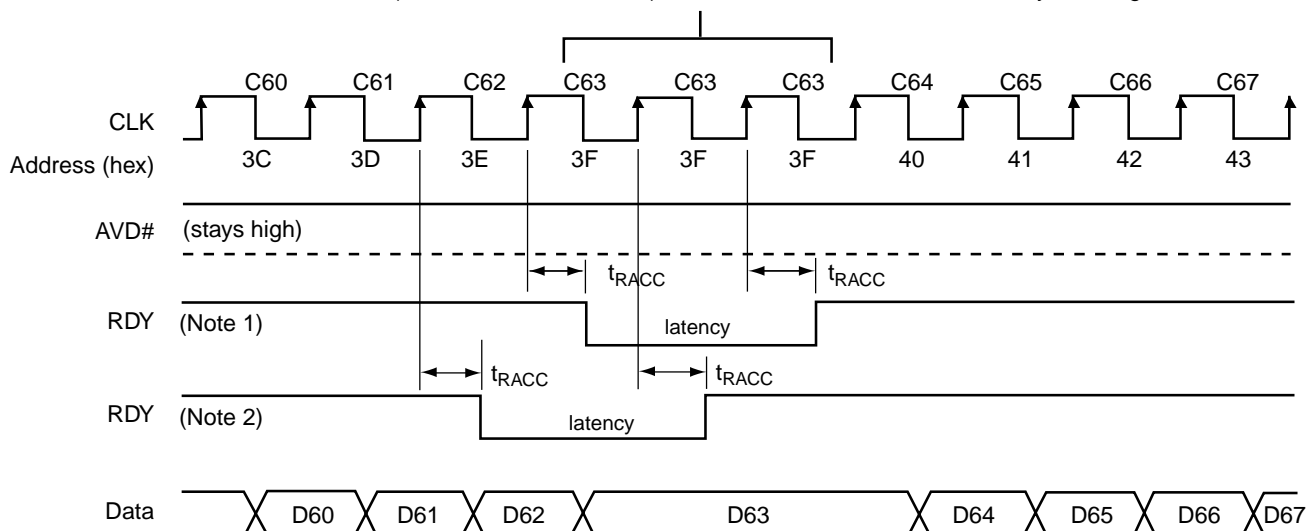 C60 C61 C62 C63 C63 C63 C64 C65 C66 C67
CLK
Address (hex) 3C 3D 3E 3F 3F 3F 40 41 42 43
AVD# (stays high)
tRACC tRACC
RDY (Note 1) latency
tRACC tRACC
RDY (Note 2) latency
Data D60 D61 D62 D63 D64 D65 D66 D67